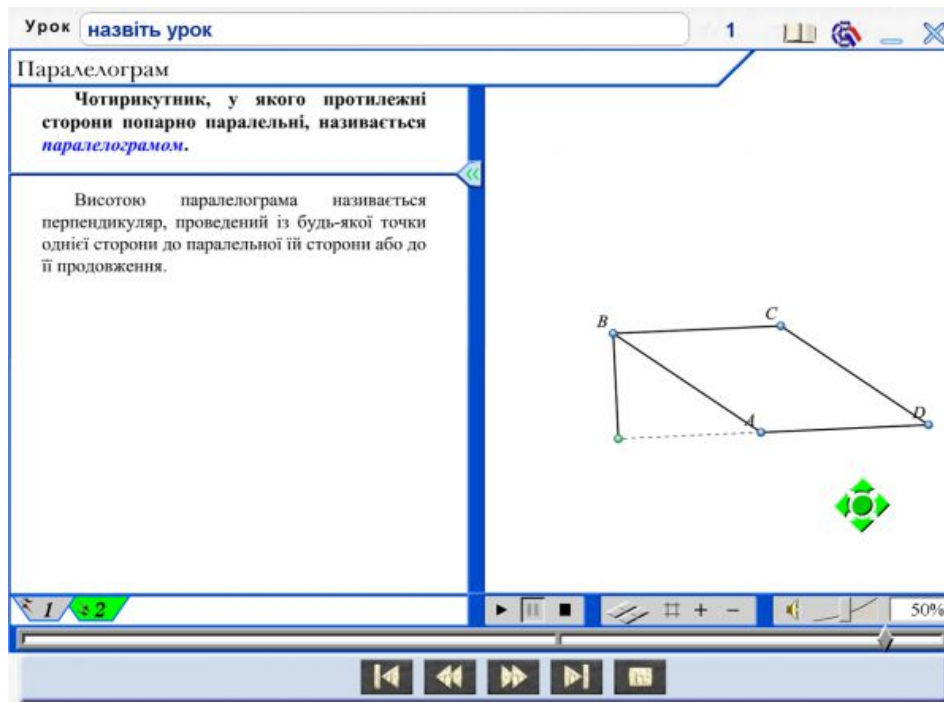 Урок назвіть урок 1
Паралелограм
Чотирикутник, у якого протилежні
сторони попарно паралельні, називається
паралелограмом.
Висотою паралелограма називається
перпендикуляр, проведений із будь-якої точки
однієї сторони до паралельної їй сторони або до
її продовження.
B
C
A
D
1 2
50%